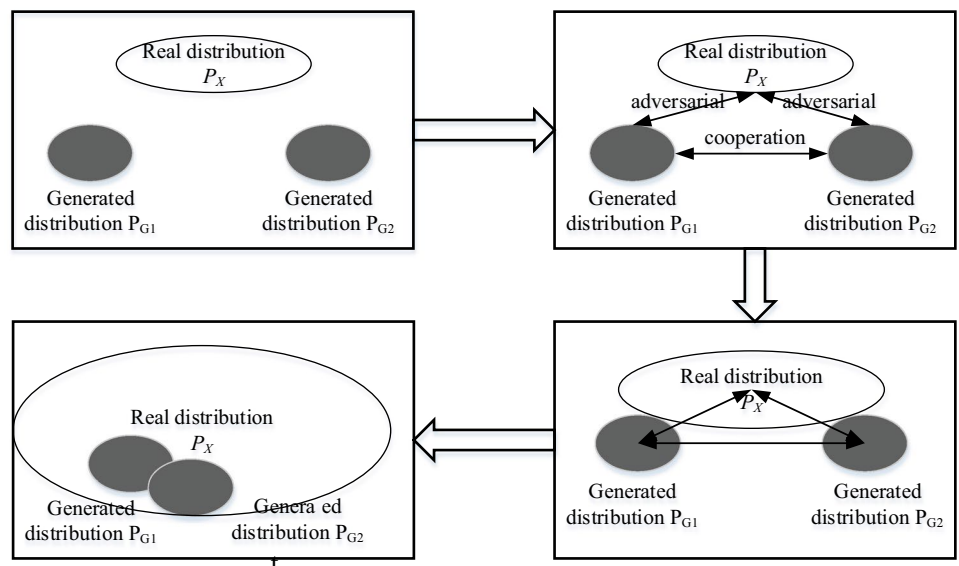 Real distribution
P_X
Generated
distribution P_G1
Generated
distribution P_G2
Real distribution
P_X
adversarial
adversarial
cooperation
Generated
distribution P_G1
Generated
distribution P_G2
Real distribution
P_X
Generated
distribution P_G1
Genera ed
distribution P_G2
Real distribution
P_X
Generated
distribution P_G1
Generated
distribution P_G2